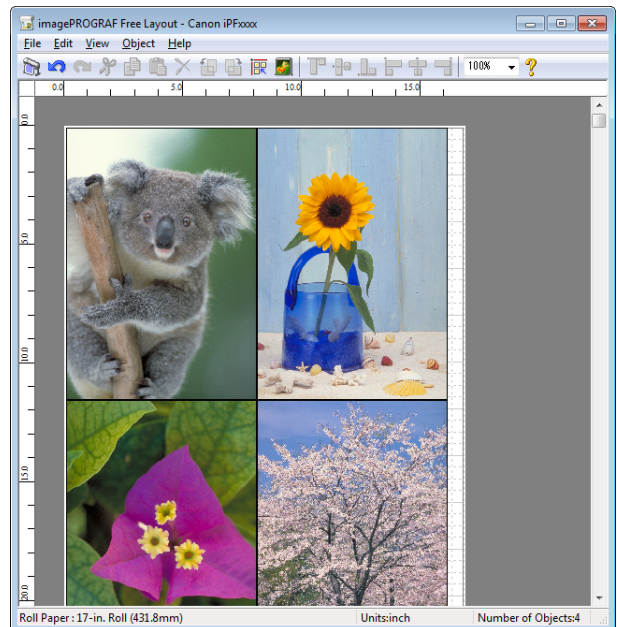 imagePROGRAF Free Layout - Canon iPFxxxx
File Edit View Object Help
100%
0.0 5.0 10.0 15.0
0.0
5.0
10.0
15.0
20.0
Roll Paper : 17-in. Roll (431.8mm) Units:inch Number of Objects:4